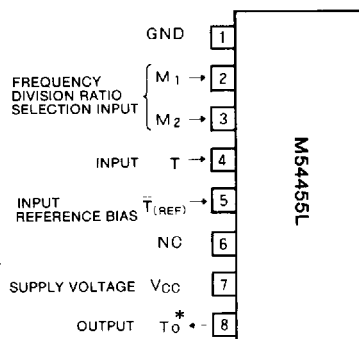 GND 1
FREQUENCY DIVISION RATIO SELECTION INPUT
M1 → 2
M2 → 3
INPUT T → 4
INPUT REFERENCE BIAS T̅(REF) → 5
NC 6
SUPPLY VOLTAGE VCC 7
OUTPUT To* ← 8
M54455L